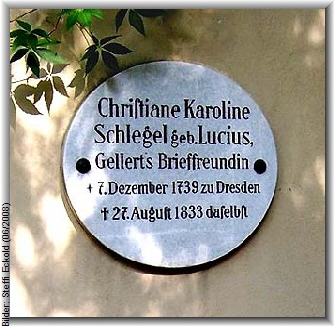 Christiane Karoline
Schlegel geb. Lucius,
Gellert's Brieffreundin
† 7. Dezember 1739 zu Dresden
† 27. August 1833 daselbst
Bilder: Steffi Eckold (06/2008)